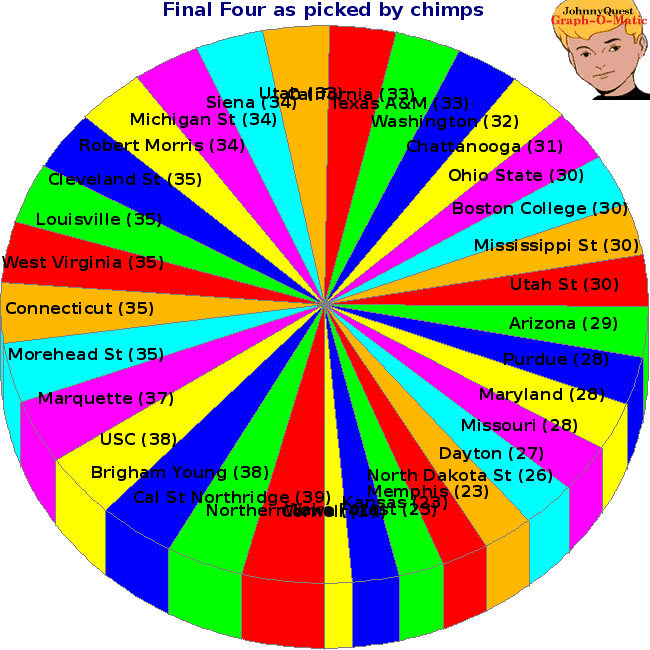 Final Four as picked by chimps
JohnnyQuest
Graph-O-Matic
Utah (33)
California (33)
Siena (34)
Texas A&M (33)
Michigan St (34)
Washington (32)
Robert Morris (34)
Chattanooga (31)
Cleveland St (35)
Ohio State (30)
Louisville (35)
Boston College (30)
West Virginia (35)
Mississippi St (30)
Utah St (30)
Connecticut (35)
Arizona (29)
Morehead St (35)
Purdue (28)
Marquette (37)
Maryland (28)
USC (38)
Missouri (28)
Brigham Young (38)
Dayton (27)
Cal St Northridge (39)
North Dakota St (26)
Memphis (23)
Kansas (23)
Northern
Forest (23)